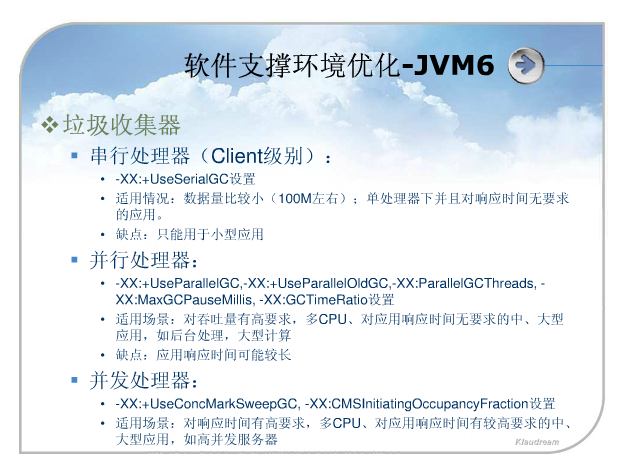 软件支撑环境优化-JVM6
垃圾收集器
串行处理器（Client级别）：
-XX:+UseSerialGC设置
适用情况：数据量比较小（100M左右）；单处理器下并且对响应时间无要求
的应用。
缺点：只能用于小型应用
并行处理器：
-XX:+UseParallelGC,-XX:+UseParallelOldGC,-XX:ParallelGCThreads, -
XX:MaxGCPauseMillis, -XX:GCTimeRatio设置
适用场景：对吞吐量有高要求，多CPU、对应用响应时间无要求的中、大型
应用，如后台处理，大型计算
缺点：应用响应时间可能较长
并发处理器：
-XX:+UseConcMarkSweepGC, -XX:CMSInitiatingOccupancyFraction设置
适用场景：对响应时间有高要求，多CPU、对应用响应时间有较高要求的中、
大型应用，如高并发服务器
Klaudream